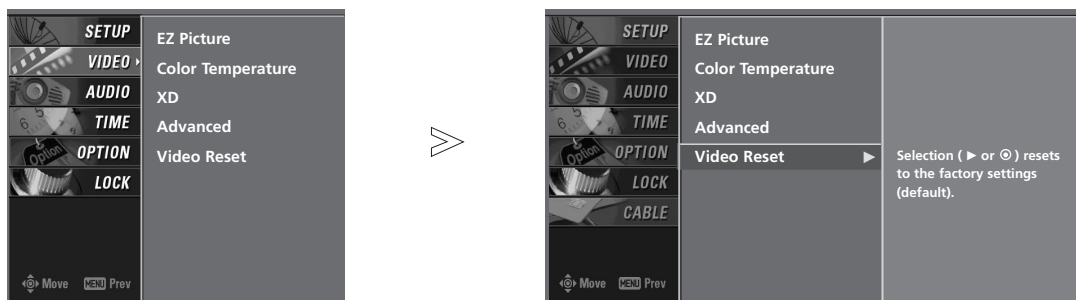 SETUP
VIDEO
AUDIO
TIME
OPTION
LOCK
Move
MENU Prev
EZ Picture
Color Temperature
XD
Advanced
Video Reset
SETUP
VIDEO
AUDIO
TIME
OPTION
LOCK
CABLE
Move
MENU Prev
EZ Picture
Color Temperature
XD
Advanced
Video Reset ►
Selection ( ► or ⦿ ) resets
to the factory settings
(default).